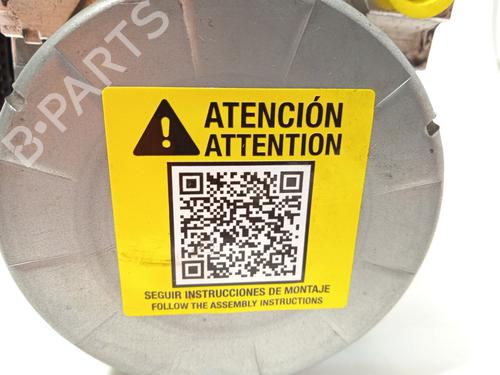 B-PARTS
ATENCIÓN
ATTENTION
SEGUIR INSTRUCCIONES DE MONTAJE
FOLLOW THE ASSEMBLY INSTRUCTIONS